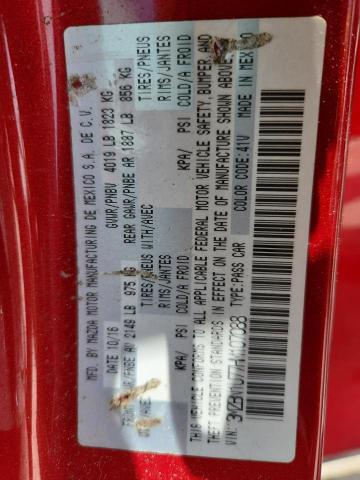 MFD. BY MAZDA MOTOR MANUFACTURING DE MEXICO S.A. DE C.V.
DATE 10/16 GVWR/PNBV 4019 LB 1823 KG
AV 2149 LB 975 KG REAR GAWR/PNBE AR 1887 LB 856 KG
WITH/AVEC TIRES/PNEUS WITH/AVEC TIRES/PNEUS
RIMS/JANTES RIMS/JANTES
KPA/ PSI COLD/A FROID KPA/ PSI COLD/A FROID
THIS VEHICLE CONFORMS TO ALL APPLICABLE FEDERAL MOTOR VEHICLE SAFETY, BUMPER, AND
THEFT PREVENTION STANDARDS IN EFFECT ON THE DATE OF MANUFACTURE SHOWN ABOVE.
VIN: TYPE:PASS CAR COLOR CODE:41V MADE IN MEXICO